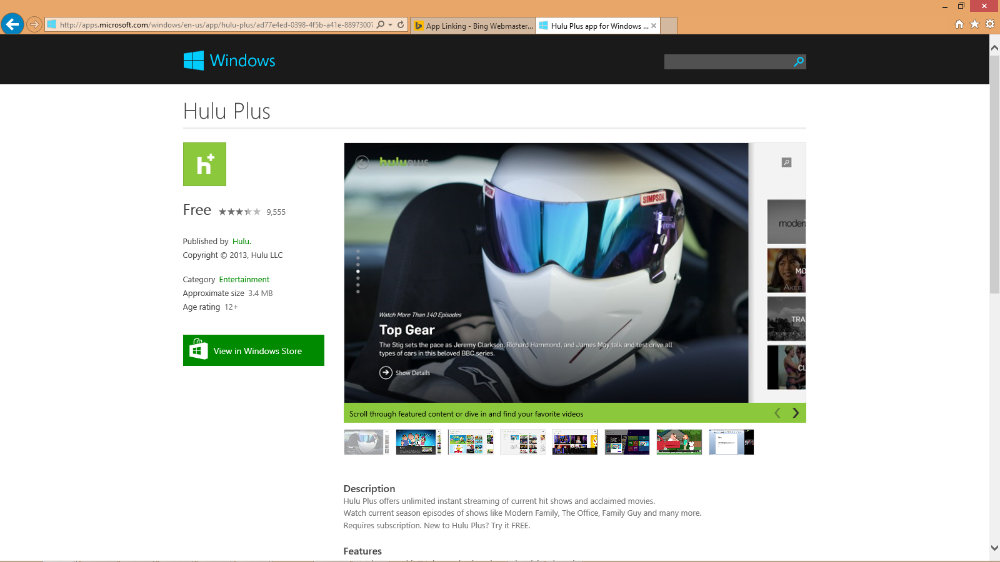 http://apps.microsoft.com/windows/en-us/app/hulu-plus/ad77e4ed-0398-4f5b-a41e-88973007
App Linking - Bing Webmaster...
Hulu Plus app for Windows ...
Windows
Hulu Plus
h+
Free 9,555
Published by Hulu.
Copyright © 2013, Hulu LLC
Category Entertainment
Approximate size 3.4 MB
Age rating 12+
View in Windows Store
hulu PLUS
SIMPSON
moder
MO
AKEEL
TRA
CL
Watch More Than 140 Episodes
Top Gear
The Stig sets the pace as Jeremy Clarkson, Richard Hammond, and James May talk and test drive all
types of cars in this beloved BBC series.
Show Details
Scroll through featured content or dive in and find your favorite videos
Description
Hulu Plus offers unlimited instant streaming of current hit shows and acclaimed movies.
Watch current season episodes of shows like Modern Family, The Office, Family Guy and many more.
Requires subscription. New to Hulu Plus? Try it FREE.
Features